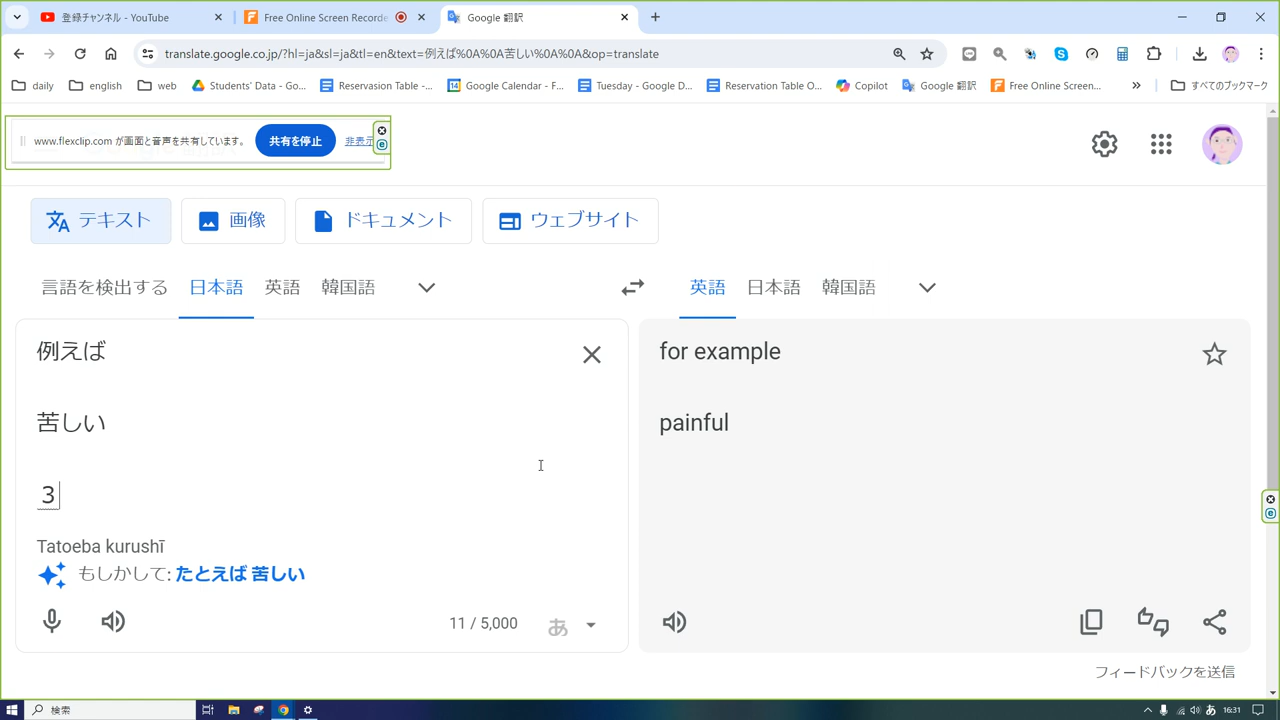 登録チャンネル - YouTube
Free Online Screen Recorde
Google 翻訳
translate.google.co.jp/?hl=ja&sl=ja&tl=en&text=例えば%0A%0A苦しい%0A%0A&op=translate
daily
english
web
Students' Data - Go...
Reservasion Table -...
Google Calendar - F...
Tuesday - Google D...
Reservation Table O...
Copilot
Google 翻訳
Free Online Screen...
»
すべてのブックマーク
www.flexclip.com が画面と音声を共有しています。
共有を停止
非表示
テキスト
画像
ドキュメント
ウェブサイト
言語を検出する
日本語
英語
韓国語
英語
日本語
韓国語
例えば
for example
苦しい
painful
3
Tatoeba kurushī
もしかして: たとえば 苦しい
11 / 5,000
あ
フィードバックを送信
検索
あ
16:31